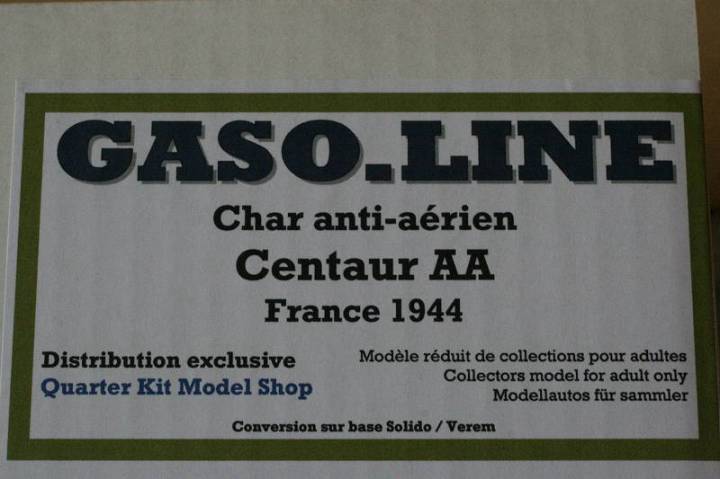 GASO.LINE
Char anti-aérien
Centaur AA
France 1944
Distribution exclusive
Quarter Kit Model Shop
Modèle réduit de collections pour adultes
Collectors model for adult only
Modellautos für sammler
Conversion sur base Solido / Verem